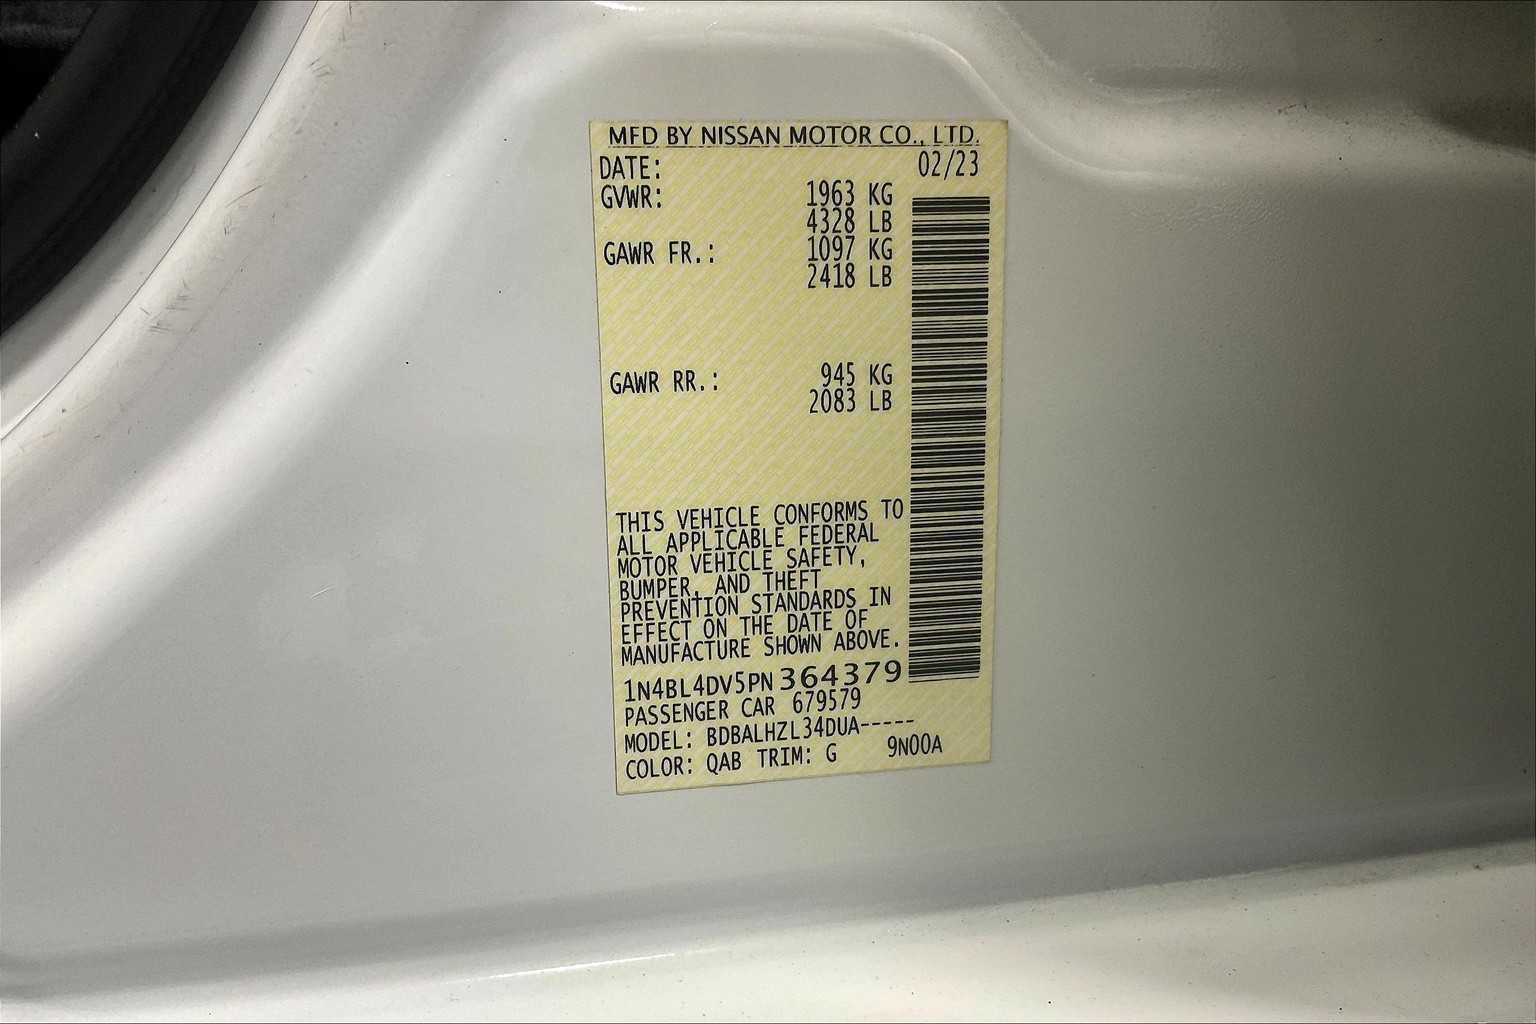 MFD BY NISSAN MOTOR CO., LTD.
DATE: 02/23
GVWR: 1963 KG
4328 LB
GAWR FR.: 1097 KG
2418 LB
GAWR RR.: 945 KG
2083 LB
THIS VEHICLE CONFORMS TO
ALL APPLICABLE FEDERAL
MOTOR VEHICLE SAFETY,
BUMPER, AND THEFT
PREVENTION STANDARDS IN
EFFECT ON THE DATE OF
MANUFACTURE SHOWN ABOVE.
1N4BL4DV5PN364379
PASSENGER CAR 679579
MODEL: BDBALHZL34DUA-----
COLOR: QAB TRIM: G 9N00A